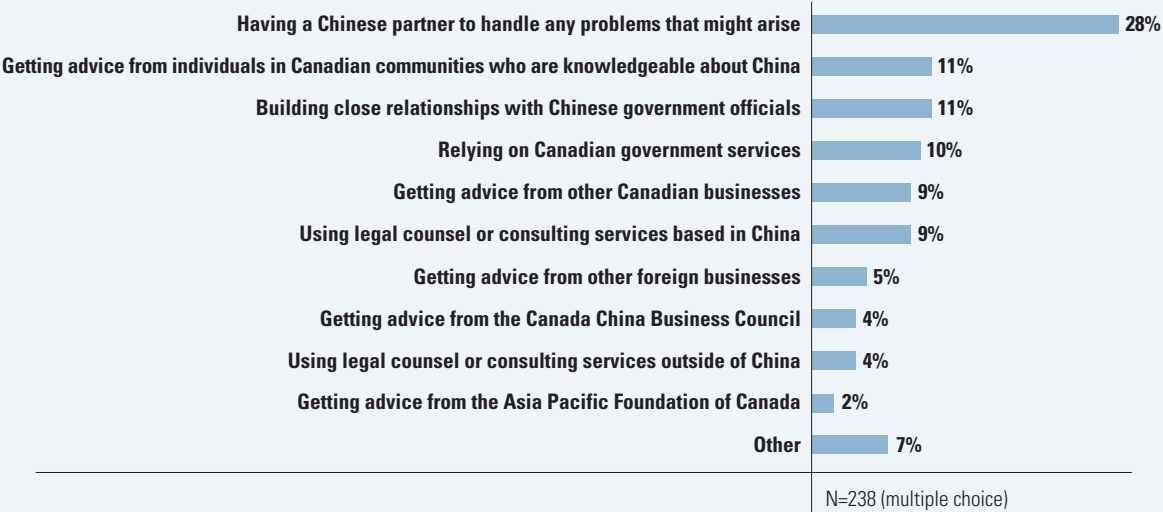 Having a Chinese partner to handle any problems that might arise 28%
Getting advice from individuals in Canadian communities who are knowledgeable about China 11%
Building close relationships with Chinese government officials 11%
Relying on Canadian government services 10%
Getting advice from other Canadian businesses 9%
Using legal counsel or consulting services based in China 9%
Getting advice from other foreign businesses 5%
Getting advice from the Canada China Business Council 4%
Using legal counsel or consulting services outside of China 4%
Getting advice from the Asia Pacific Foundation of Canada 2%
Other 7%
N=238 (multiple choice)